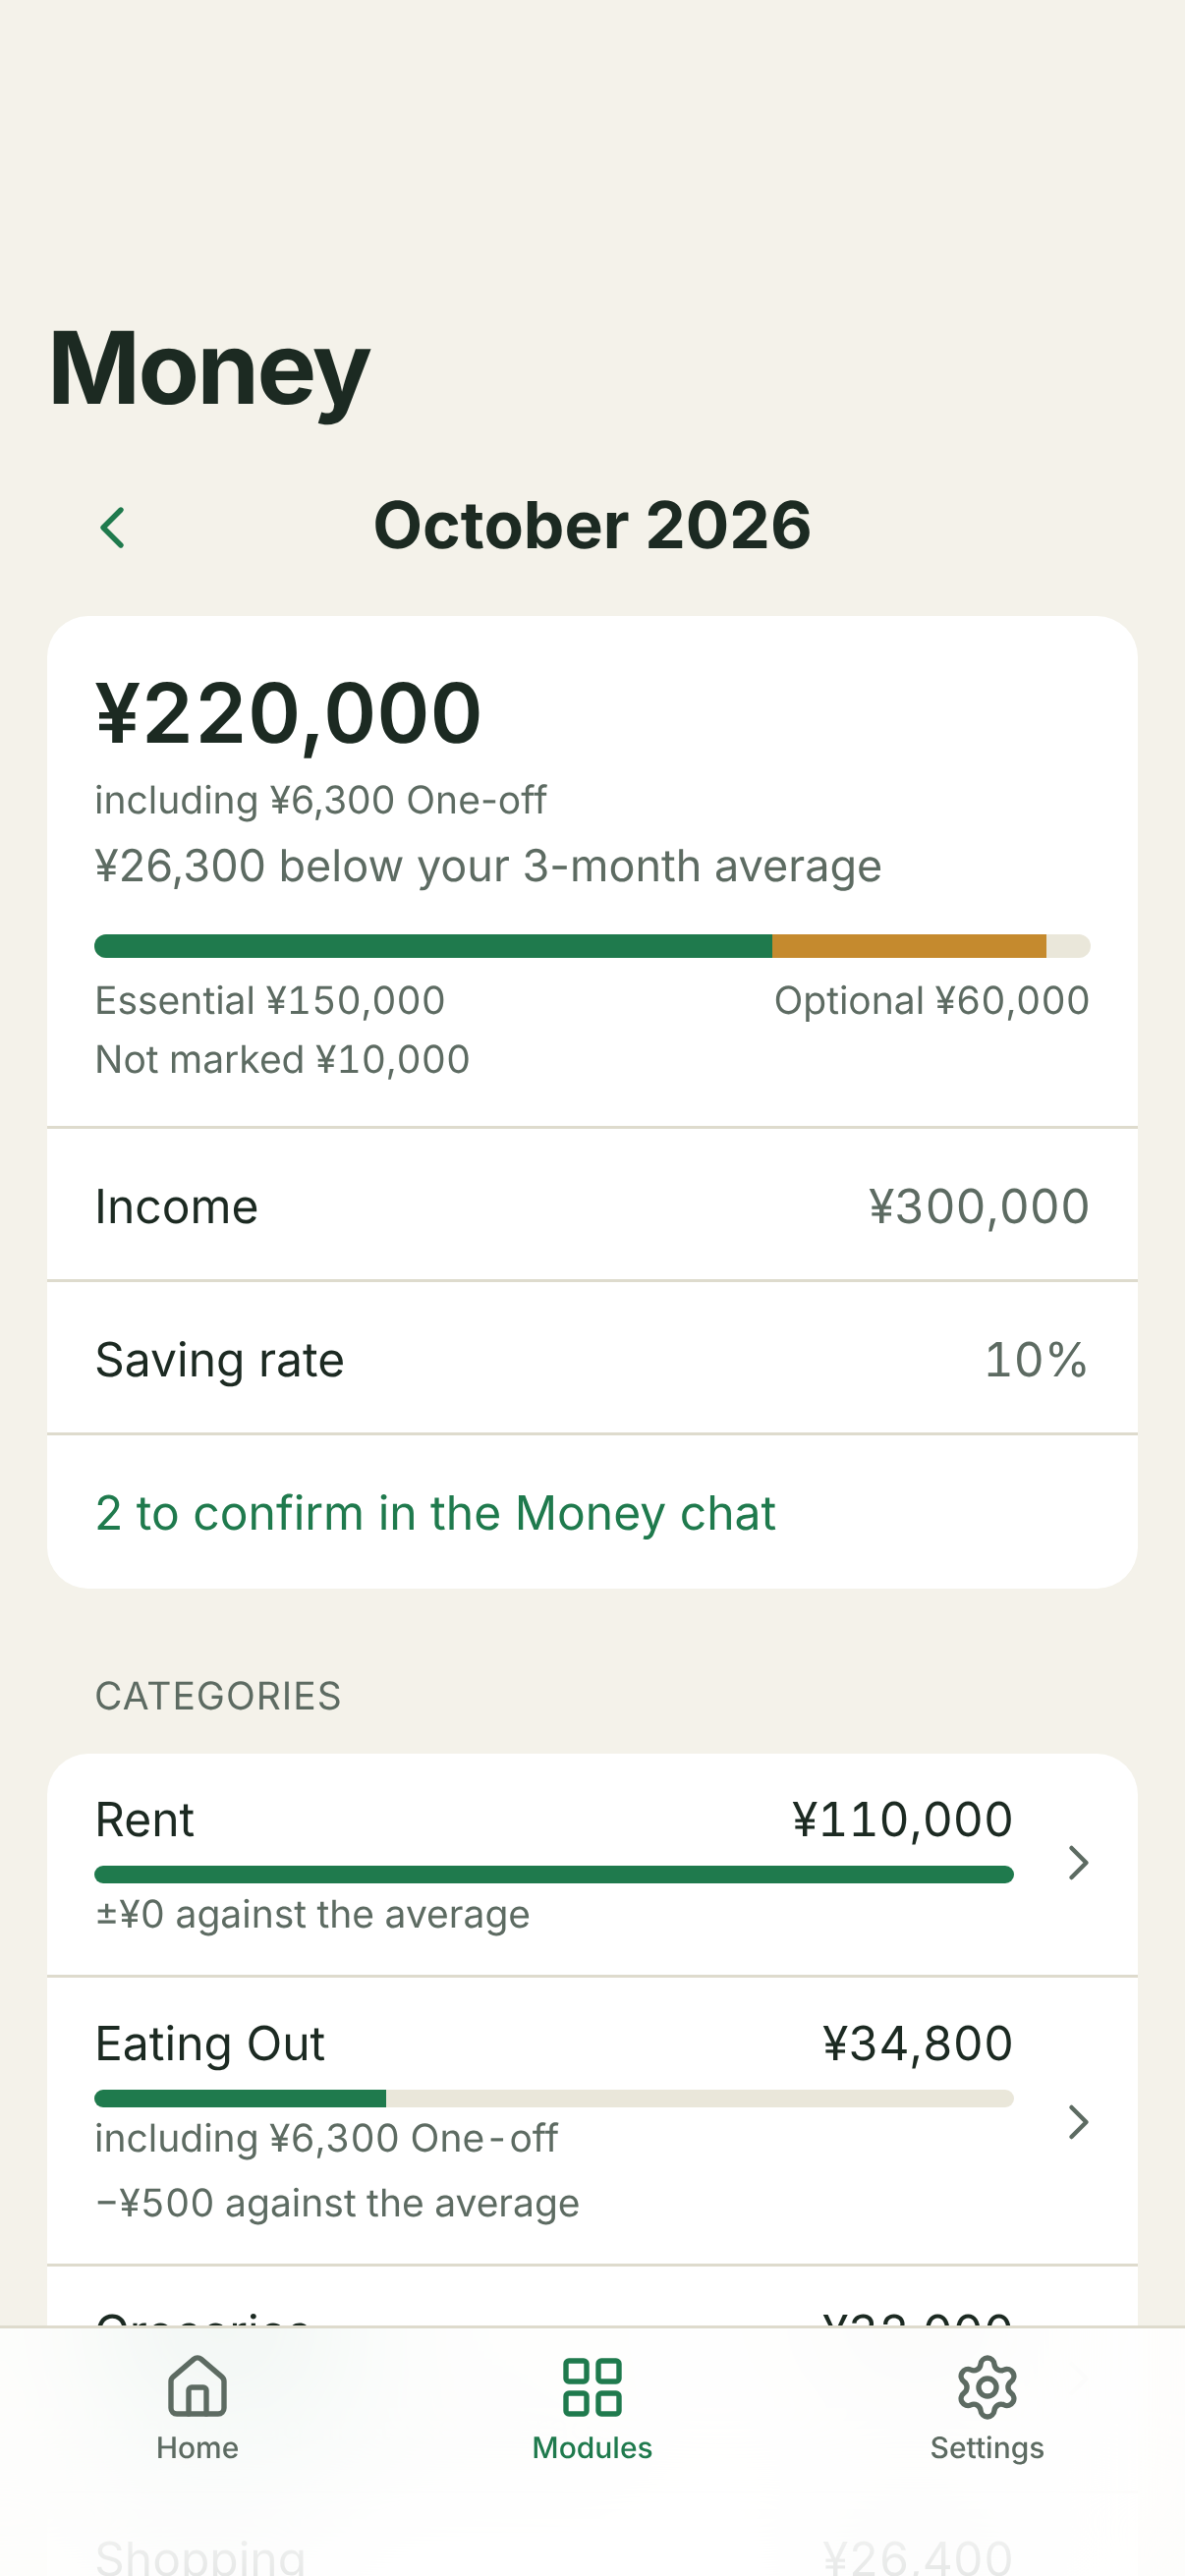 Money
October 2026
¥220,000
including ¥6,300 One-off
¥26,300 below your 3-month average
Essential ¥150,000
Optional ¥60,000
Not marked ¥10,000
Income
¥300,000
Saving rate
10%
2 to confirm in the Money chat
CATEGORIES
Rent
¥110,000
±¥0 against the average
Eating Out
¥34,800
including ¥6,300 One-off
−¥500 against the average
Groceries
Home
Modules
Settings
Shopping
¥26,400